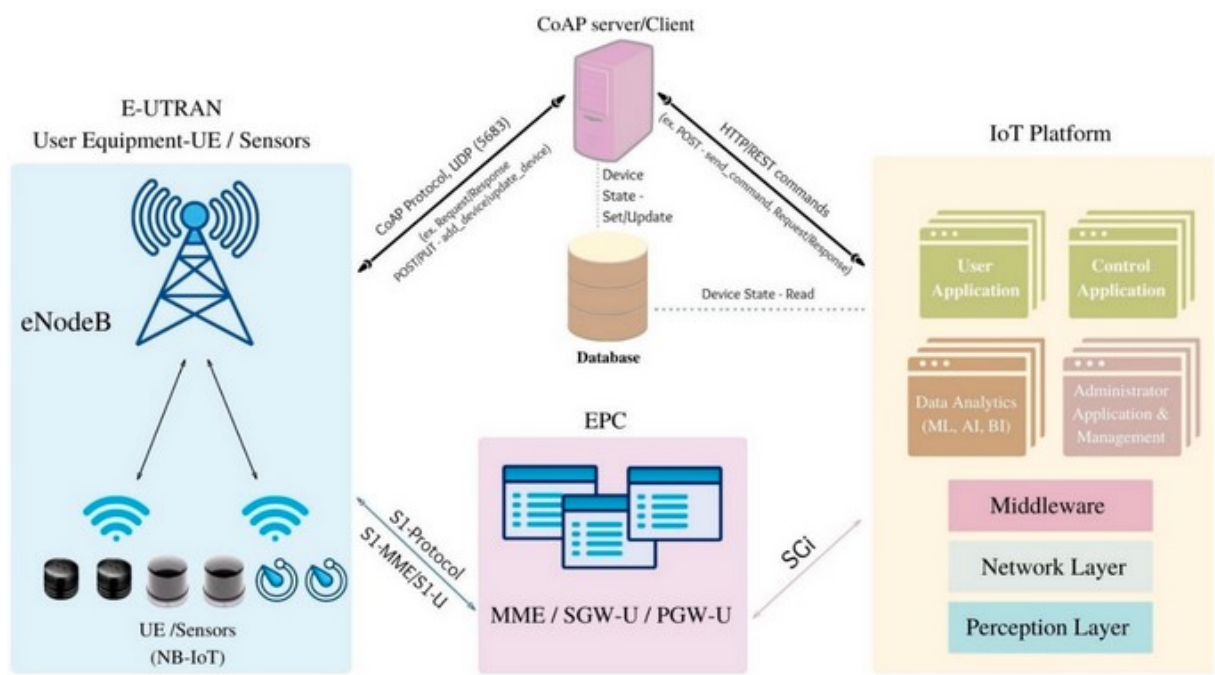 CoAP server/Client
E-UTRAN
User Equipment-UE / Sensors
eNodeB
UE /Sensors
(NB-IoT)
CoAP Protocol, UDP (5683)
(ex. Request/Response
POST/PUT - add_device/update_device)
HTTP/REST commands
(ex. POST - send_command, Request/Response)
Device
State -
Set/Update
Device State - Read
Database
EPC
MME / SGW-U / PGW-U
S1-Protocol
S1-MME/S1-U
SGi
IoT Platform
User
Application
Control
Application
Data Analytics
(ML, AI, BI)
Administrator
Application &
Management
Middleware
Network Layer
Perception Layer